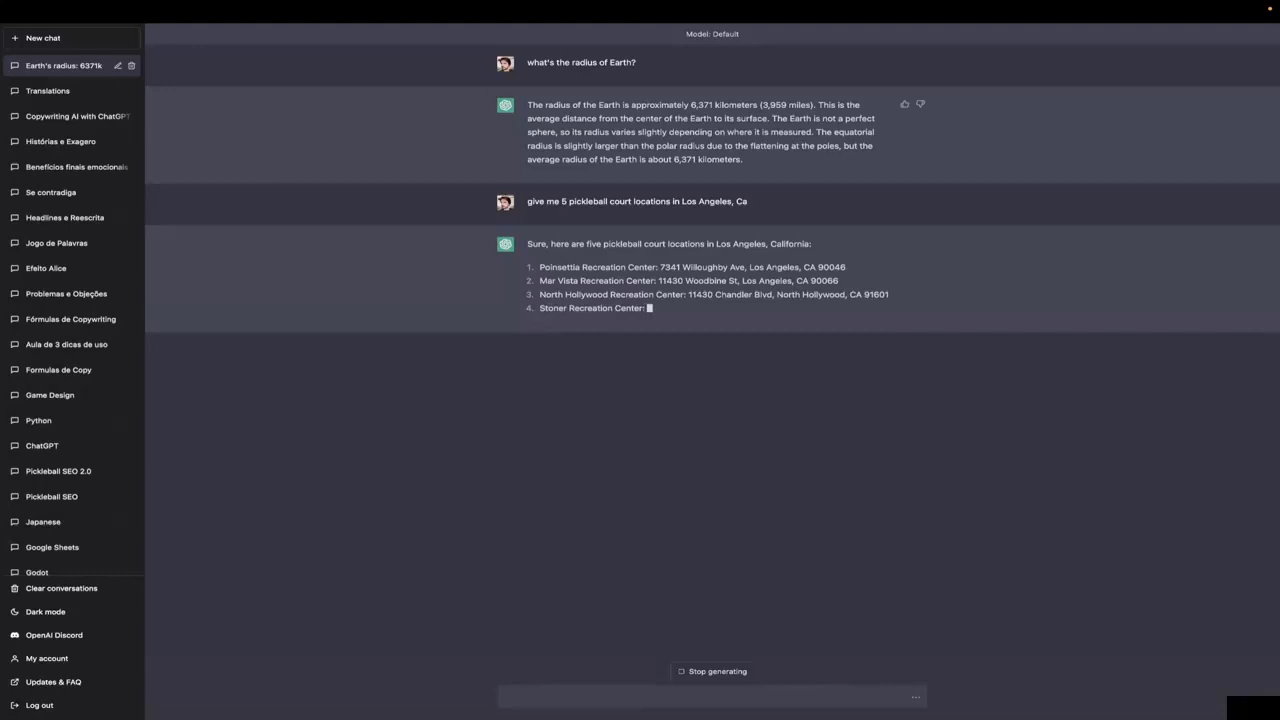 New chat
Earth's radius: 6371k
Translations
Copywriting AI with ChatGPT
Histórias e Exagero
Benefícios finais emocionais
Se contradiga
Headlines e Reescrita
Jogo de Palavras
Efeito Alice
Problemas e Objeções
Fórmulas de Copywriting
Aula de 3 dicas de uso
Formulas de Copy
Game Design
Python
ChatGPT
Pickleball SEO 2.0
Pickleball SEO
Japanese
Google Sheets
Godot
Clear conversations
Dark mode
OpenAI Discord
My account
Updates & FAQ
Log out
Model: Default
what's the radius of Earth?
The radius of the Earth is approximately 6,371 kilometers (3,959 miles). This is the
average distance from the center of the Earth to its surface. The Earth is not a perfect
sphere, so its radius varies slightly depending on where it is measured. The equatorial
radius is slightly larger than the polar radius due to the flattening at the poles, but the
average radius of the Earth is about 6,371 kilometers.
give me 5 pickleball court locations in Los Angeles, Ca
Sure, here are five pickleball court locations in Los Angeles, California:
1. Poinsettia Recreation Center: 7341 Willoughby Ave, Los Angeles, CA 90046
2. Mar Vista Recreation Center: 11430 Woodbine St, Los Angeles, CA 90066
3. North Hollywood Recreation Center: 11430 Chandler Blvd, North Hollywood, CA 91601
4. Stoner Recreation Center:
Stop generating
...